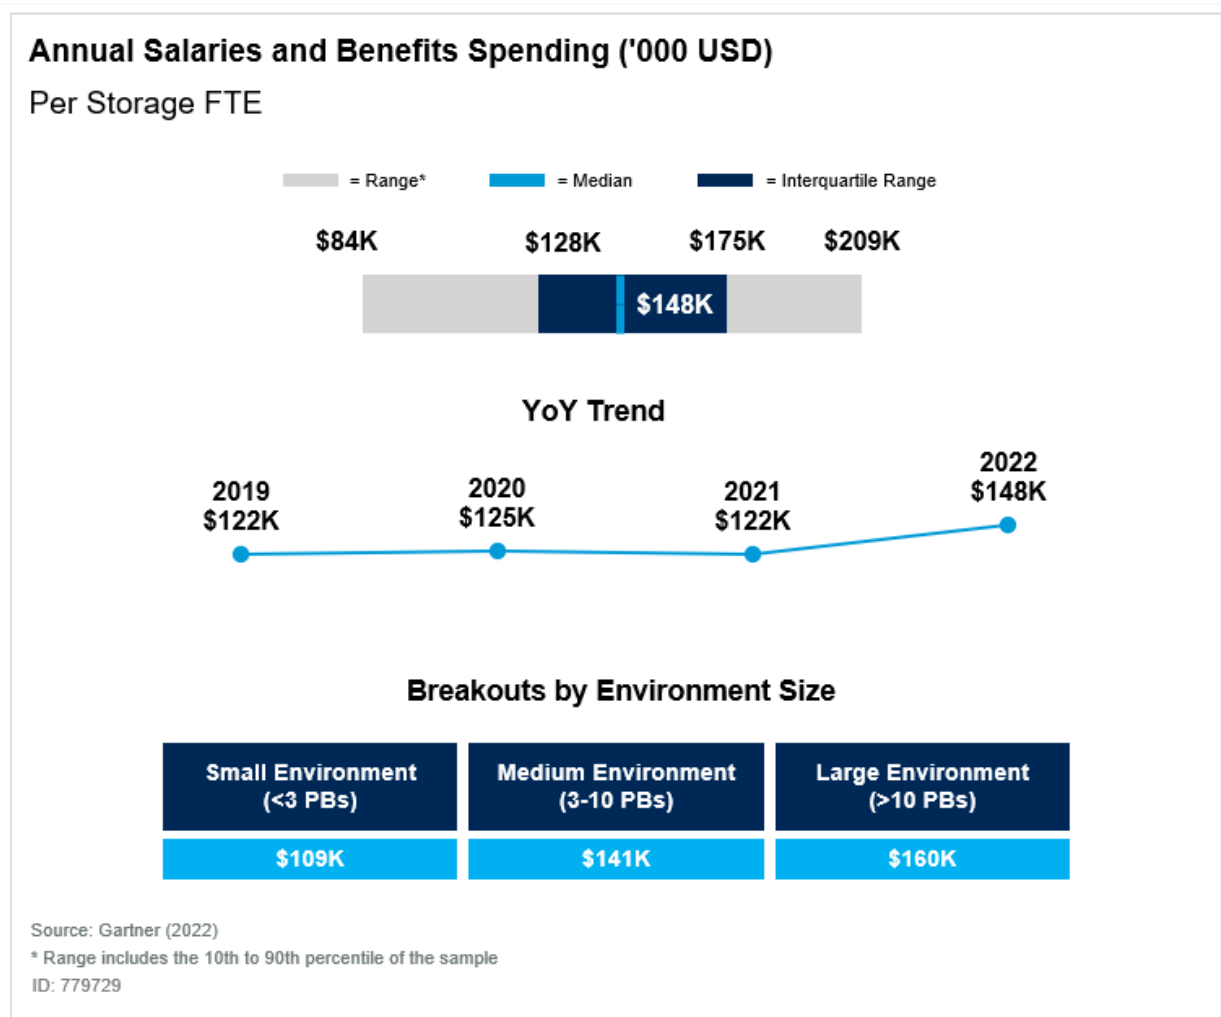 Annual Salaries and Benefits Spending ('000 USD)
Per Storage FTE
= Range*
= Median
= Interquartile Range
$84K
$128K
$175K
$209K
$148K
YoY Trend
2019
$122K
2020
$125K
2021
$122K
2022
$148K
Breakouts by Environment Size
Small Environment
(<3 PBs)
Medium Environment
(3-10 PBs)
Large Environment
(>10 PBs)
$109K
$141K
$160K
Source: Gartner (2022)
* Range includes the 10th to 90th percentile of the sample
ID: 779729